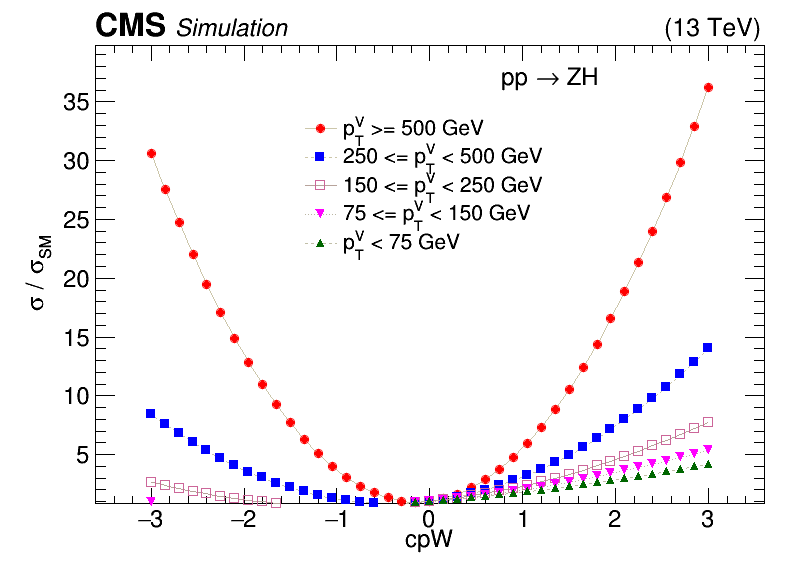 CMS Simulation (13 TeV)
pp → ZH
p_T^V >= 500 GeV
250 <= p_T^V < 500 GeV
150 <= p_T^V < 250 GeV
75 <= p_T^V < 150 GeV
p_T^V < 75 GeV
σ / σ_SM
35
30
25
20
15
10
5
−3 −2 −1 0 1 2 3
cpW